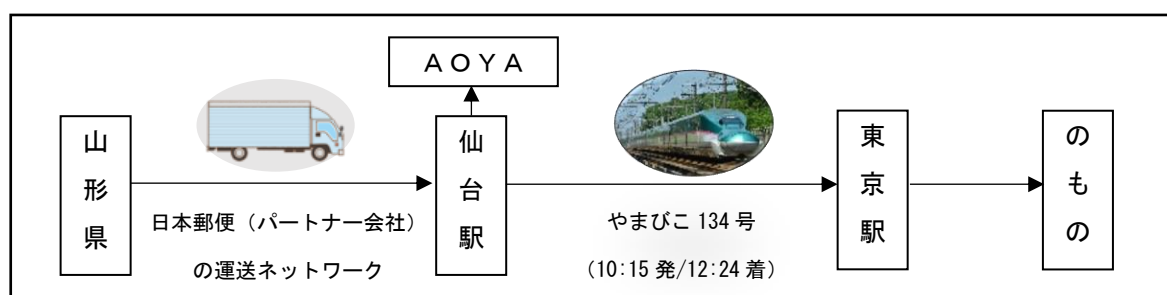 AOYA
山形県
仙台駅
東京駅
のもの
日本郵便（パートナー会社）
の運送ネットワーク
やまびこ 134 号
（10:15 発/12:24 着）